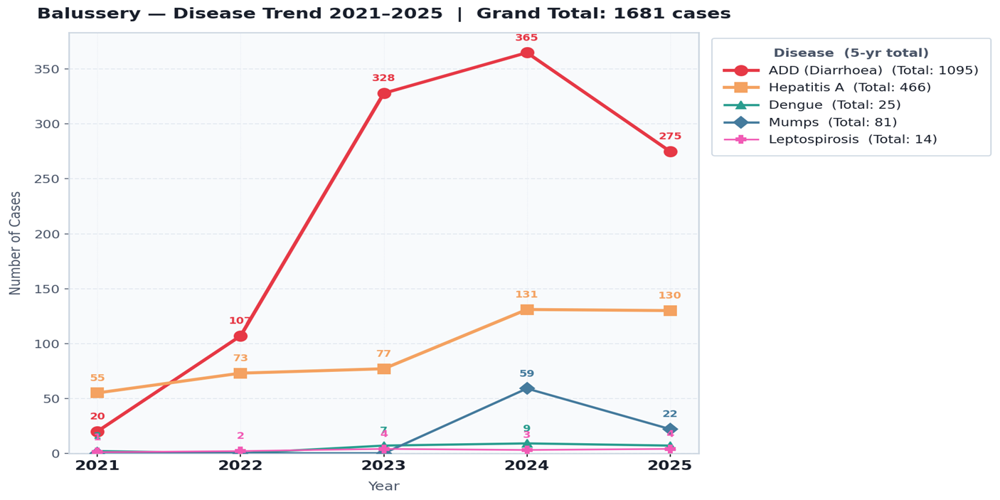 Balussery — Disease Trend 2021–2025 | Grand Total: 1681 cases
Number of Cases
350
300
250
200
150
100
50
0
365
328
275
107
131
130
73
77
55
59
20
22
2
7
4
9
3
4
2021 2022 2023 2024 2025
Year
Disease (5-yr total)
ADD (Diarrhoea) (Total: 1095)
Hepatitis A (Total: 466)
Dengue (Total: 25)
Mumps (Total: 81)
Leptospirosis (Total: 14)